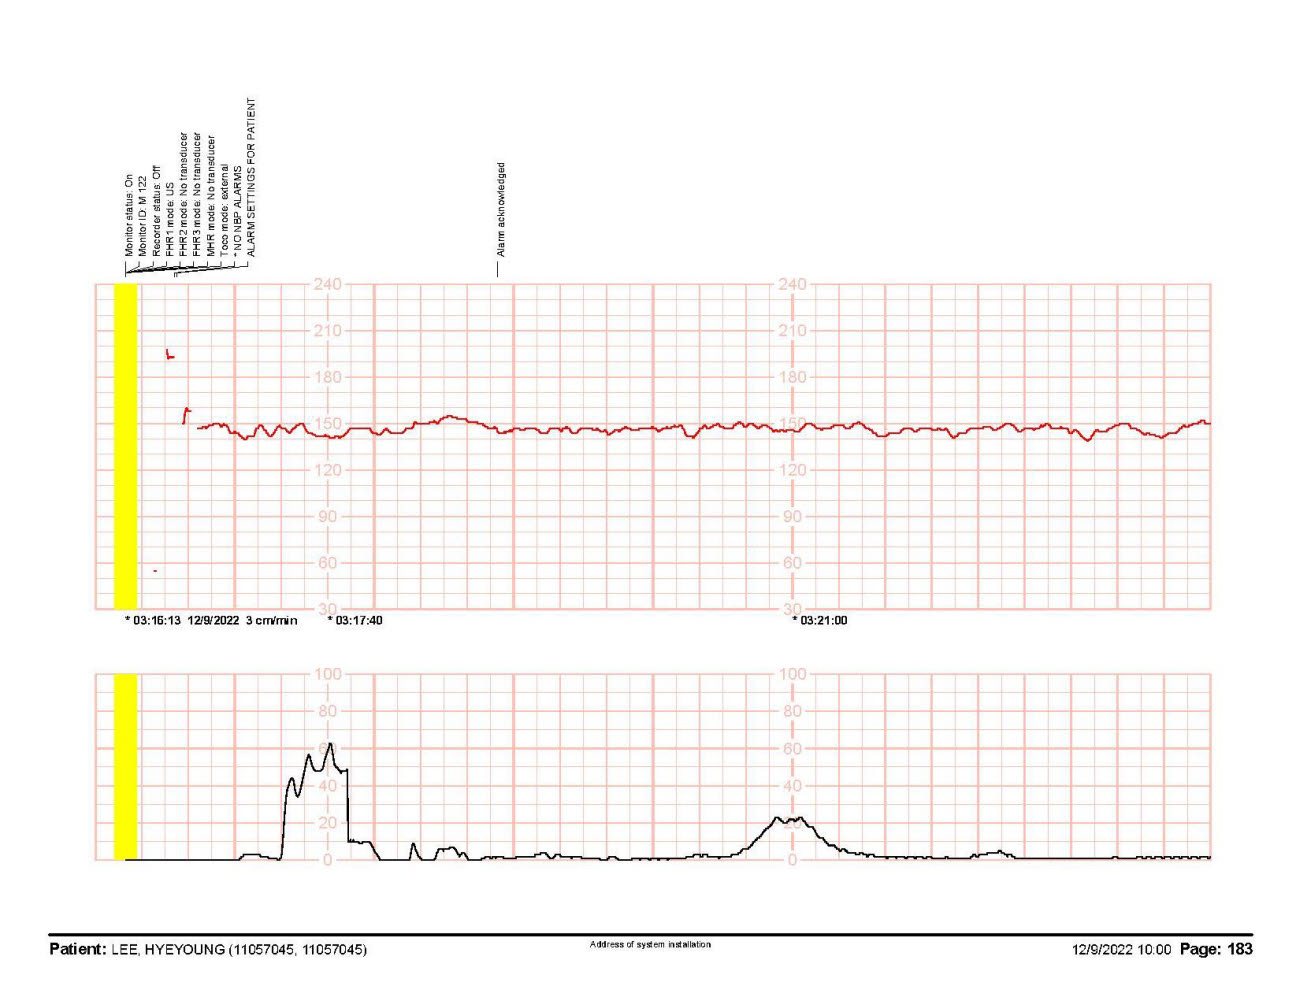 Monitor status: On
Monitor ID: M 122
Recorder status: Off
FHR1 mode: US
FHR2 mode: No transducer
FHR3 mode: No transducer
MHR mode: No transducer
Toco mode: external
* NO NBP ALARMS
ALARM SETTINGS FOR PATIENT
Alarm acknowledged
240 240
210 210
180 180
150 150
120 120
90 90
60 60
30 30
* 03:16:13 12/9/2022 3 cm/min * 03:17:40 * 03:21:00
100 100
80 80
60 60
40 40
20 20
0 0
Patient: LEE, HYEYOUNG (11057045, 11057045) Address of system installation 12/9/2022 10:00 Page: 183